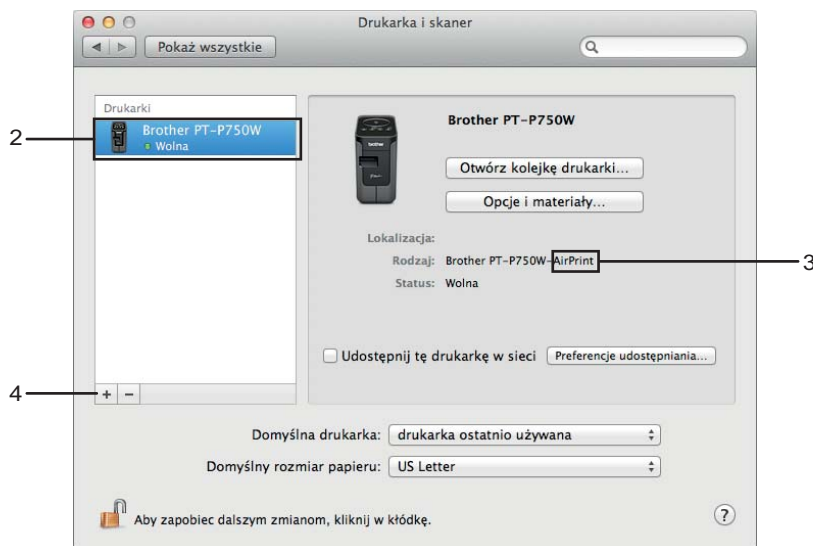 Drukarka i skaner
Pokaż wszystkie
Drukarki
Brother PT-P750W
Wolna
2
Brother PT-P750W
Otwórz kolejkę drukarki...
Opcje i materiały...
Lokalizacja:
Rodzaj: Brother PT-P750W-AirPrint
3
Status: Wolna
Udostępnij tę drukarkę w sieci
Preferencje udostępniania...
4
+ −
Domyślna drukarka: drukarka ostatnio używana
Domyślny rozmiar papieru: US Letter
Aby zapobiec dalszym zmianom, kliknij w kłódkę.
?